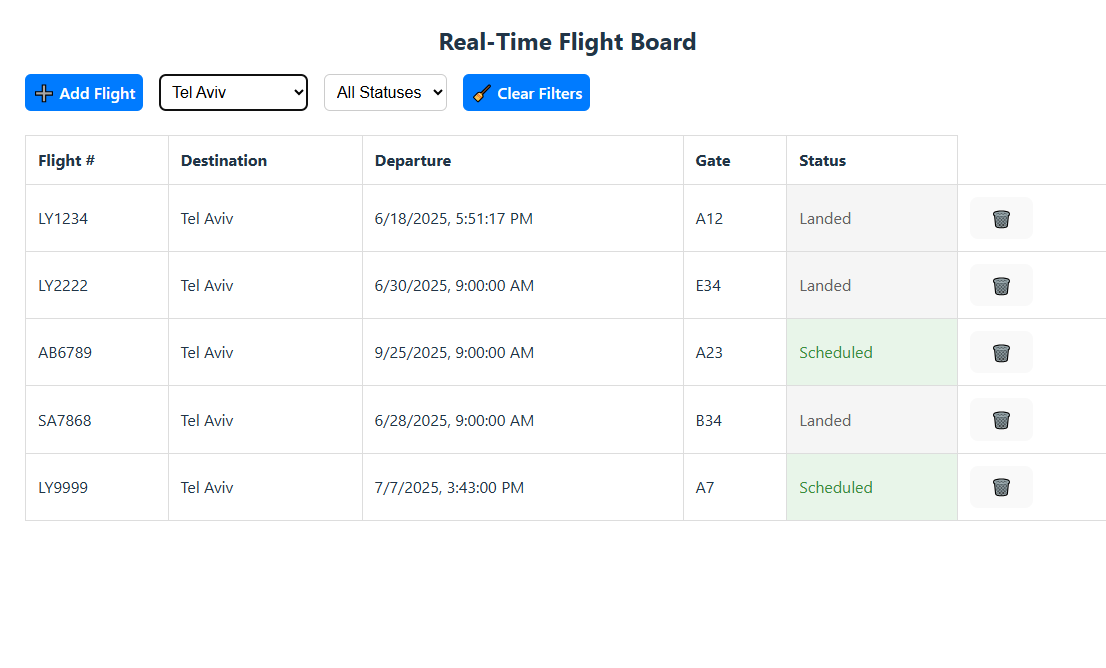 Real-Time Flight Board
➕ Add Flight Tel Aviv All Statuses 🧹 Clear Filters
Flight # Destination Departure Gate Status
LY1234 Tel Aviv 6/18/2025, 5:51:17 PM A12 Landed
LY2222 Tel Aviv 6/30/2025, 9:00:00 AM E34 Landed
AB6789 Tel Aviv 9/25/2025, 9:00:00 AM A23 Scheduled
SA7868 Tel Aviv 6/28/2025, 9:00:00 AM B34 Landed
LY9999 Tel Aviv 7/7/2025, 3:43:00 PM A7 Scheduled